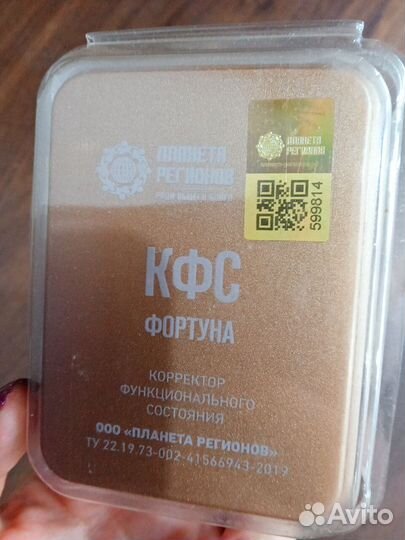 ПЛАНЕТА
РЕГИОНОВ
ПЛАНЕТА
РЕГИОНОВ
599814
КФС
ФОРТУНА
КОРРЕКТОР
ФУНКЦИОНАЛЬНОГО
СОСТОЯНИЯ
ООО «ПЛАНЕТА РЕГИОНОВ»
ТУ 22.19.73-002-41566943-2019
Avito